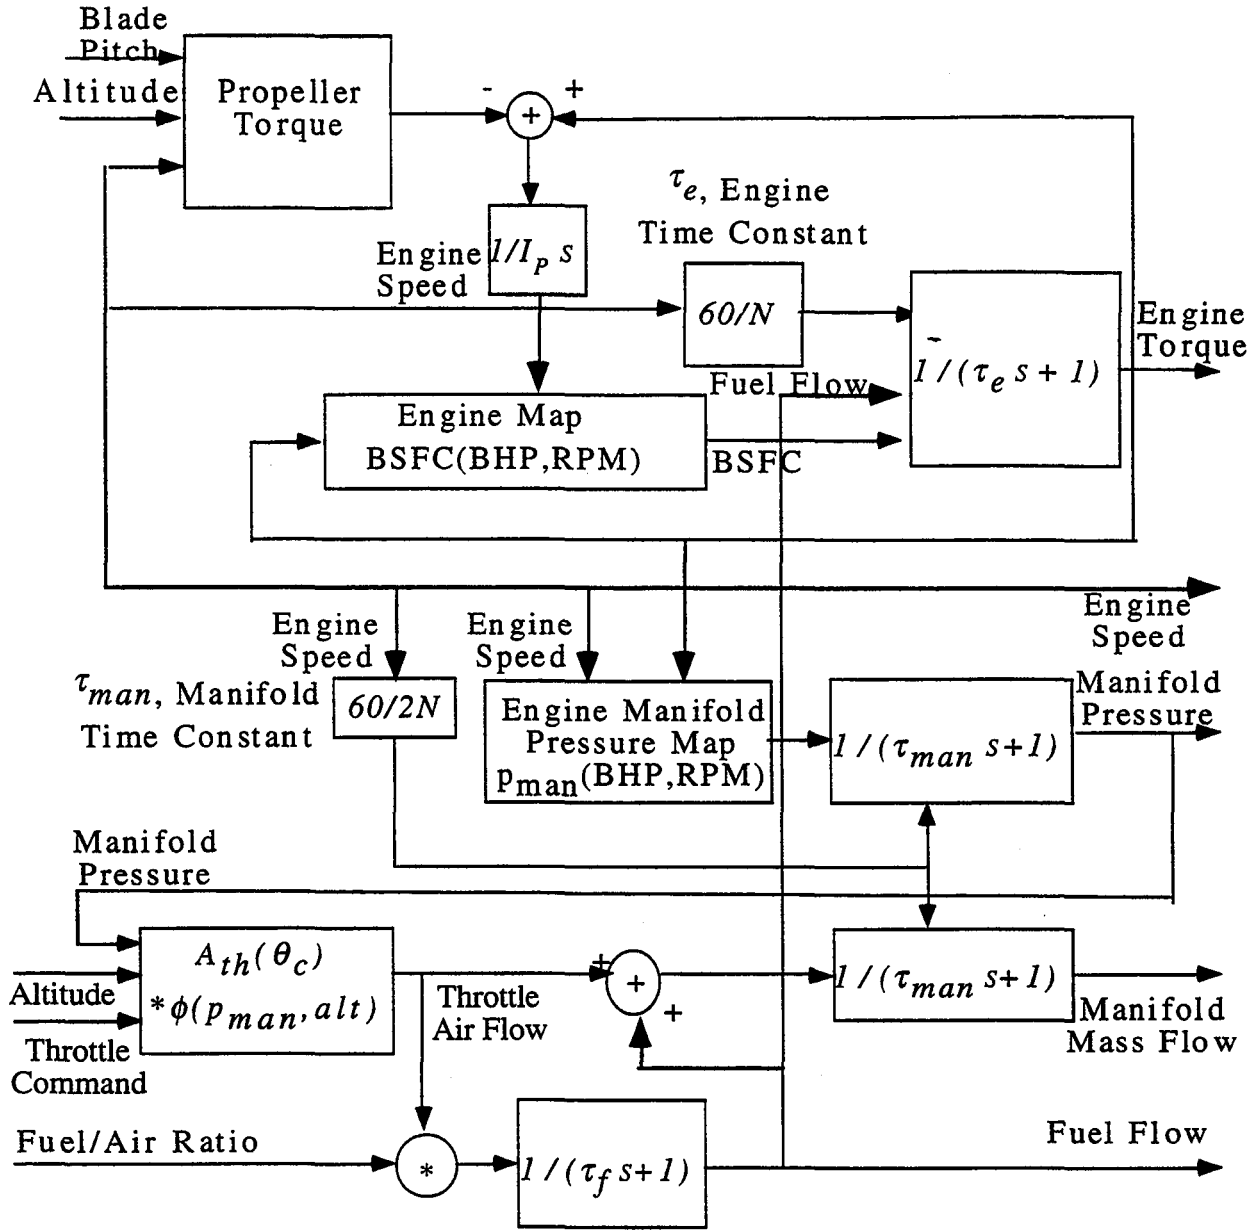 Blade
Pitch
Altitude
Propeller
Torque
-
+
+
τe, Engine
Time Constant
Engine
Speed
1/Ip s
60/N
Engine
Torque
1/(τe s + 1)
Fuel Flow
Engine Map
BSFC(BHP,RPM)
BSFC
Engine
Speed
Engine
Speed
Engine
Speed
τman, Manifold
Time Constant
60/2N
Engine Manifold
Pressure Map
pman(BHP,RPM)
1/(τman s+1)
Manifold
Pressure
Manifold
Pressure
Ath(θc)
*ϕ(pman, alt)
Altitude
Throttle
Command
Throttle
Air Flow
+
+
+
1/(τman s+1)
Manifold
Mass Flow
Fuel/Air Ratio
*
1/(τf s+1)
Fuel Flow